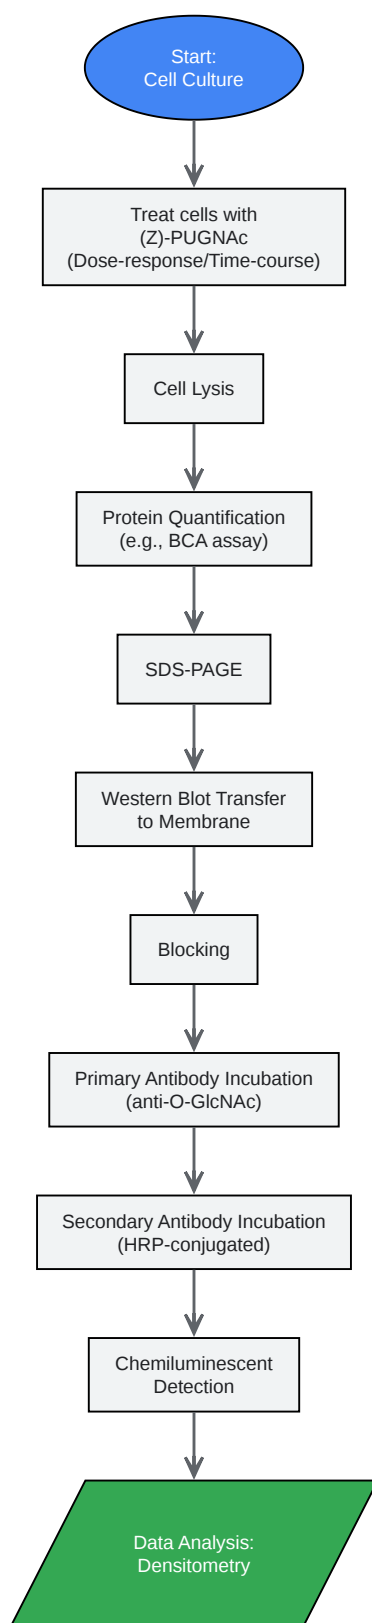 Start:
Cell Culture
Treat cells with
(Z)-PUGNAc
(Dose-response/Time-course)
Cell Lysis
Protein Quantification
(e.g., BCA assay)
SDS-PAGE
Western Blot Transfer
to Membrane
Blocking
Primary Antibody Incubation
(anti-O-GlcNAc)
Secondary Antibody Incubation
(HRP-conjugated)
Chemiluminescent
Detection
Data Analysis:
Densitometry